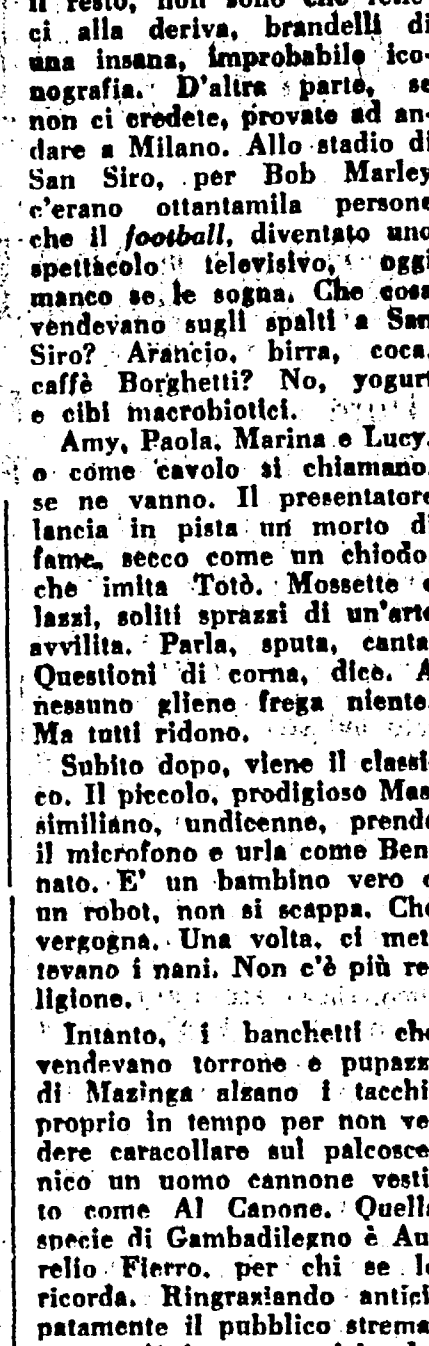 il resto, non sono che relit-
ci alla deriva, brandelli di
una insana, improbabile ico-
nografia. D'altra parte, se
non ci credete, provate ad an-
dare a Milano. Allo stadio di
San Siro, per Bob Marley
c'erano ottantamila persone
che il football, diventato uno
spettacolo televisivo, oggi
manco se le sogna. Che cosa
vendevano sugli spalti a San
Siro? Arancio, birra, coca,
caffè Borghetti? No, yogurt
e cibi macrobiotici.
Amy, Paola, Marina e Lucy,
o come cavolo si chiamano,
se ne vanno. Il presentatore
lancia in pista un morto di
fame, secco come un chiodo,
che imita Totò. Mossette e
lazzi, soliti sprazzi di un'arte
avvilita. Parla, sputa, canta.
Questioni di corna, dice. A
nessuno gliene frega niente.
Ma tutti ridono.
Subito dopo, viene il classi-
co. Il piccolo, prodigioso Mas
similiano, undicenne, prende
il microfono e urla come Ben
nato. E' un bambino vero o
un robot, non si scappa. Che
vergogna. Una volta, ci met
tevano i nani. Non c'è più re
ligione.
Intanto, i banchetti che
vendevano torrone e pupazzi
di Mazinga alzano i tacchi
proprio in tempo per non ve
dere caracollare sul palcosce
nico un uomo cannone vesti
to come Al Canone. Quella
specie di Gambadilegno è Au
relio Fierro, per chi se lo
ricorda. Ringraziando antici
patamente il pubblico strema